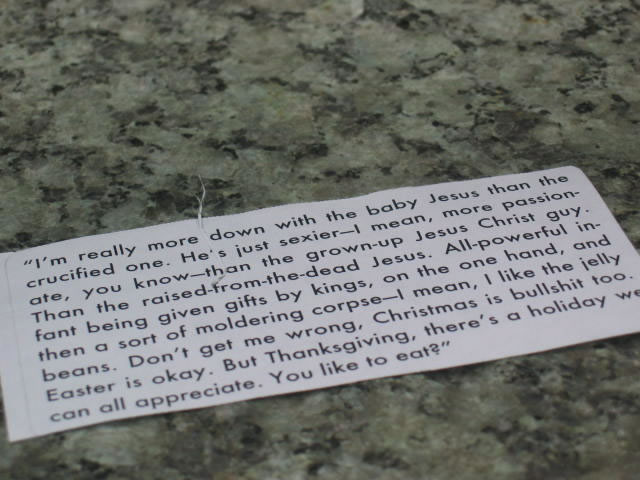 "I'm really more down with the baby Jesus than the
crucified one. He's just sexier—I mean, more passion-
ate, you know—than the grown-up Jesus Christ guy.
Than the raised-from-the-dead Jesus. All-powerful in-
fant being given gifts by kings, on the one hand, and
then a sort of moldering corpse—I mean, I like the jelly
beans. Don't get me wrong, Christmas is bullshit too.
Easter is okay. But Thanksgiving, there's a holiday we
can all appreciate. You like to eat?"